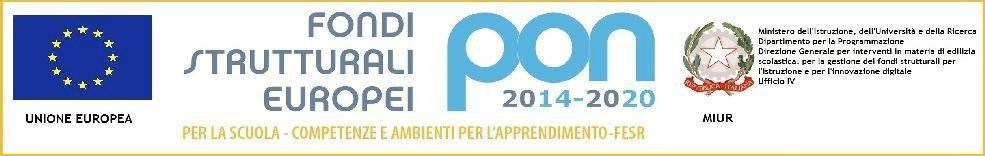 UNIONE EUROPEA
FONDI
STRUTTURALI
EUROPEI
pon
2014-2020
PER LA SCUOLA - COMPETENZE E AMBIENTI PER L'APPRENDIMENTO-FESR
REPUBBLICA ITALIANA
MIUR
Ministero dell'Istruzione, dell'Università e della Ricerca
Dipartimento per la Programmazione
Direzione Generale per interventi in materia di edilizia
scolastica, per la gestione dei fondi strutturali per
l'Istruzione e per l'Innovazione digitale
Ufficio IV